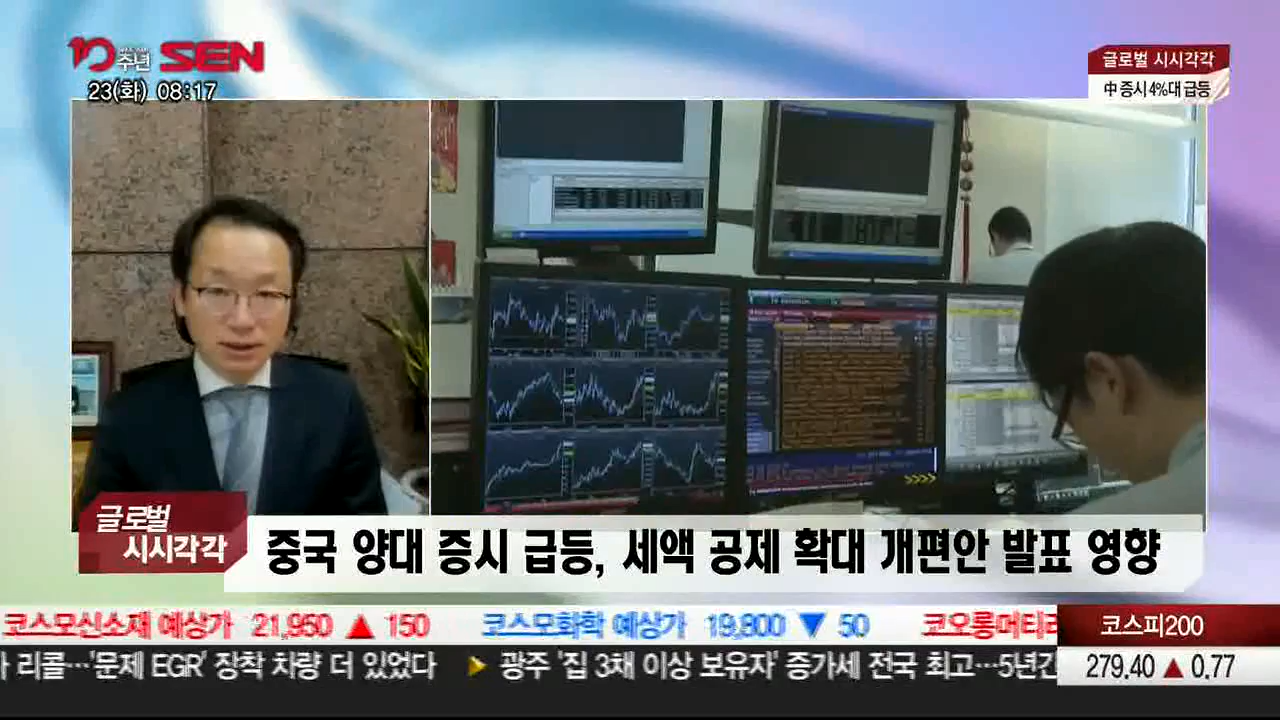 10주년 SEN
23(화) 08:17
글로벌 시시각각
中 증시 4%대 급등
글로벌
시시각각
중국 양대 증시 급등, 세액 공제 확대 개편안 발표 영향
코스모신소재 예상가 21,950 ▲ 150 코스모화학 예상가 19,800 ▼ 50 코오롱머티리
코스피200
리콜…'문제 EGR' 장착 차량 더 있었다 ▶ 광주 '집 3채 이상 보유자' 증가세 전국 최고…5년간
279.40 ▲ 0.77